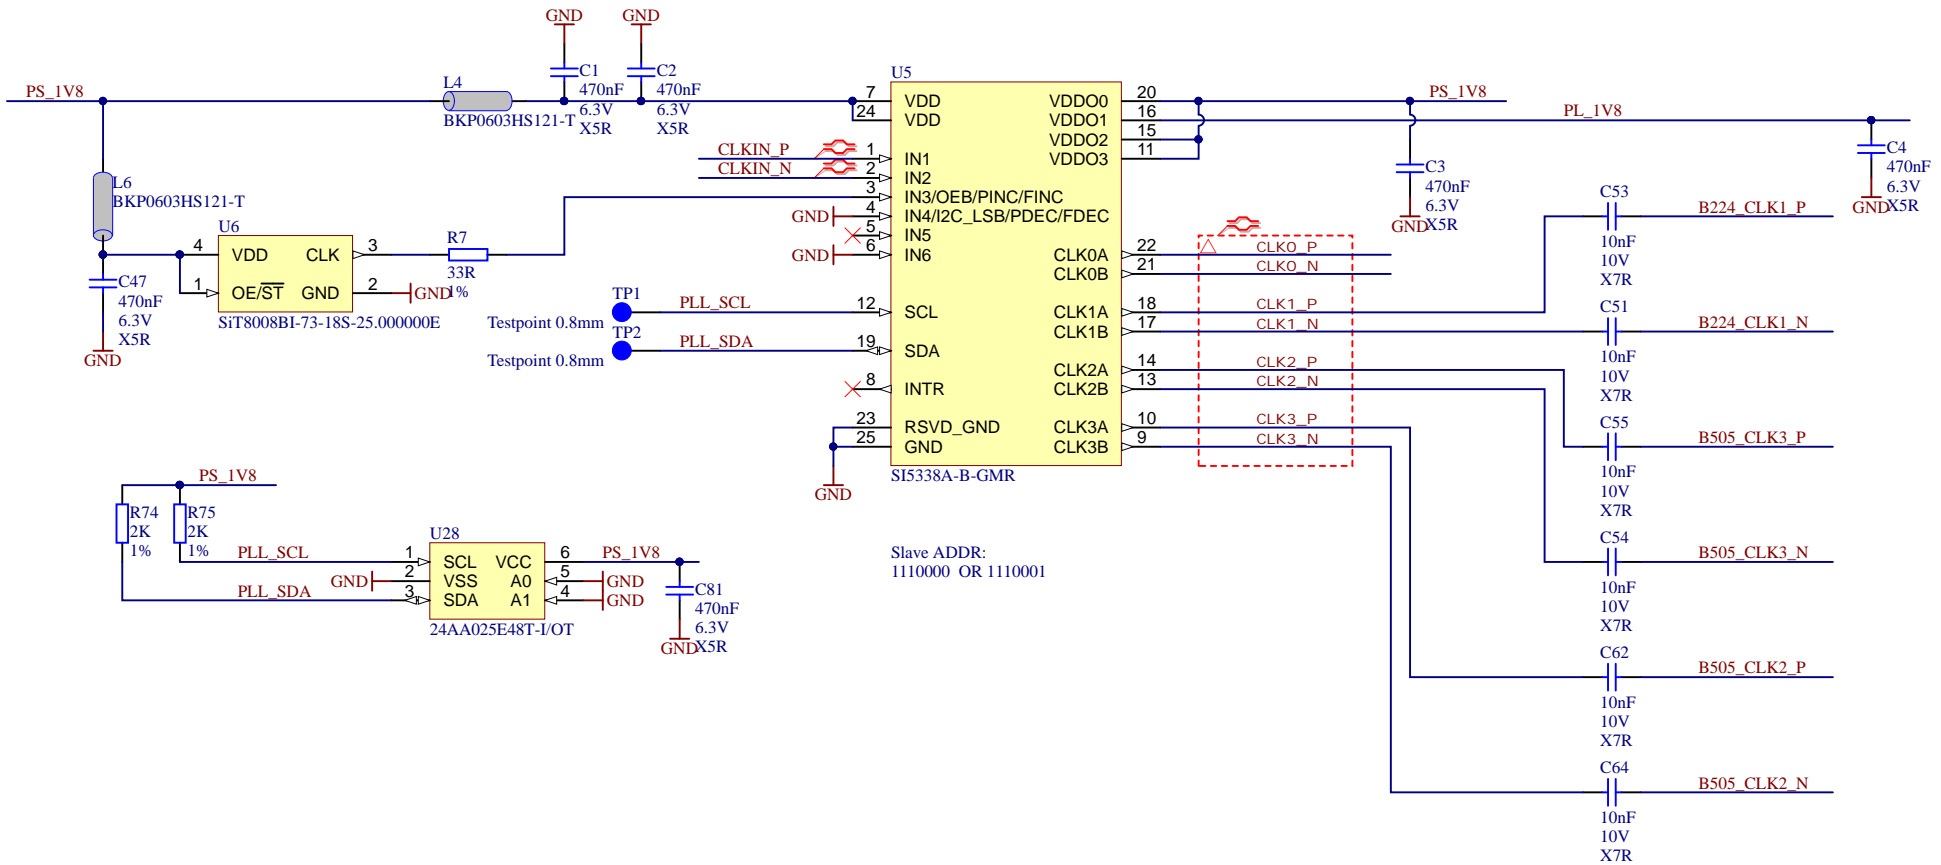 GND
GND
PS_1V8
L4
BKP0603HS121-T
C1
470nF
6.3V
X5R
C2
470nF
6.3V
X5R
L6
BKP0603HS121-T
U6
4
VDD
CLK
3
1
OE/ST
GND
2
GND
SiT8008BI-73-18S-25.000000E
C47
470nF
6.3V
X5R
GND
R7
33R
1%
CLKIN_P
CLKIN_N
GND
GND
TP1
Testpoint 0.8mm
PLL_SCL
TP2
Testpoint 0.8mm
PLL_SDA
U5
7
VDD
24
VDD
1
IN1
2
IN2
3
IN3/OEB/PINC/FINC
4
IN4/I2C_LSB/PDEC/FDEC
5
IN5
6
IN6
12
SCL
19
SDA
8
INTR
23
RSVD_GND
25
GND
VDDO0
20
VDDO1
16
VDDO2
15
VDDO3
11
CLK0A
22
CLK0B
21
CLK1A
18
CLK1B
17
CLK2A
14
CLK2B
13
CLK3A
10
CLK3B
9
SI5338A-B-GMR
GND
PS_1V8
PL_1V8
C3
470nF
6.3V
X5R
GND
C4
470nF
6.3V
X5R
GND
CLK0_P
CLK0_N
CLK1_P
CLK1_N
CLK2_P
CLK2_N
CLK3_P
CLK3_N
C53
10nF
10V
X7R
B224_CLK1_P
C51
10nF
10V
X7R
B224_CLK1_N
C55
10nF
10V
X7R
B505_CLK3_P
C54
10nF
10V
X7R
B505_CLK3_N
C62
10nF
10V
X7R
B505_CLK2_P
C64
10nF
10V
X7R
B505_CLK2_N
Slave ADDR:
1110000 OR 1110001
PS_1V8
R74
2K
1%
R75
2K
1%
PLL_SCL
GND
PLL_SDA
U28
1
SCL
VCC
6
2
VSS
A0
5
3
SDA
A1
4
24AA025E48T-I/OT
PS_1V8
GND
GND
C81
470nF
6.3V
X5R
GND